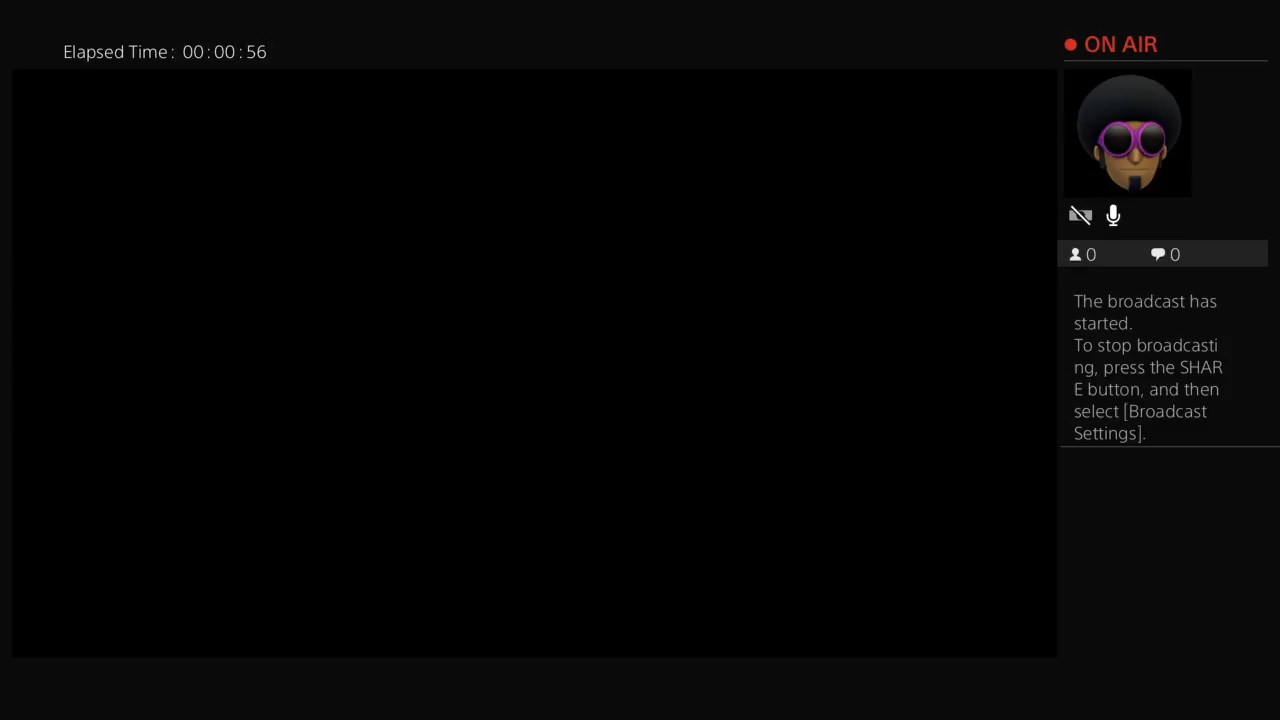 Elapsed Time: 00:00:56
ON AIR
0 0
The broadcast has
started.
To stop broadcasti
ng, press the SHAR
E button, and then
select [Broadcast
Settings].